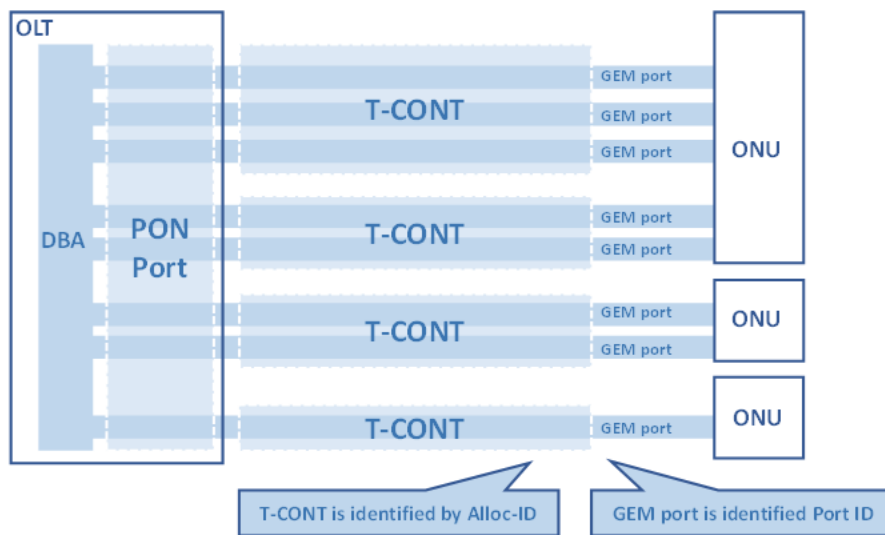 OLT
GEM port
GEM port
T-CONT
GEM port
ONU
DBA
PON
Port
T-CONT
GEM port
GEM port
T-CONT
GEM port
GEM port
ONU
T-CONT
GEM port
ONU
T-CONT is identified by Alloc-ID
GEM port is identified Port ID